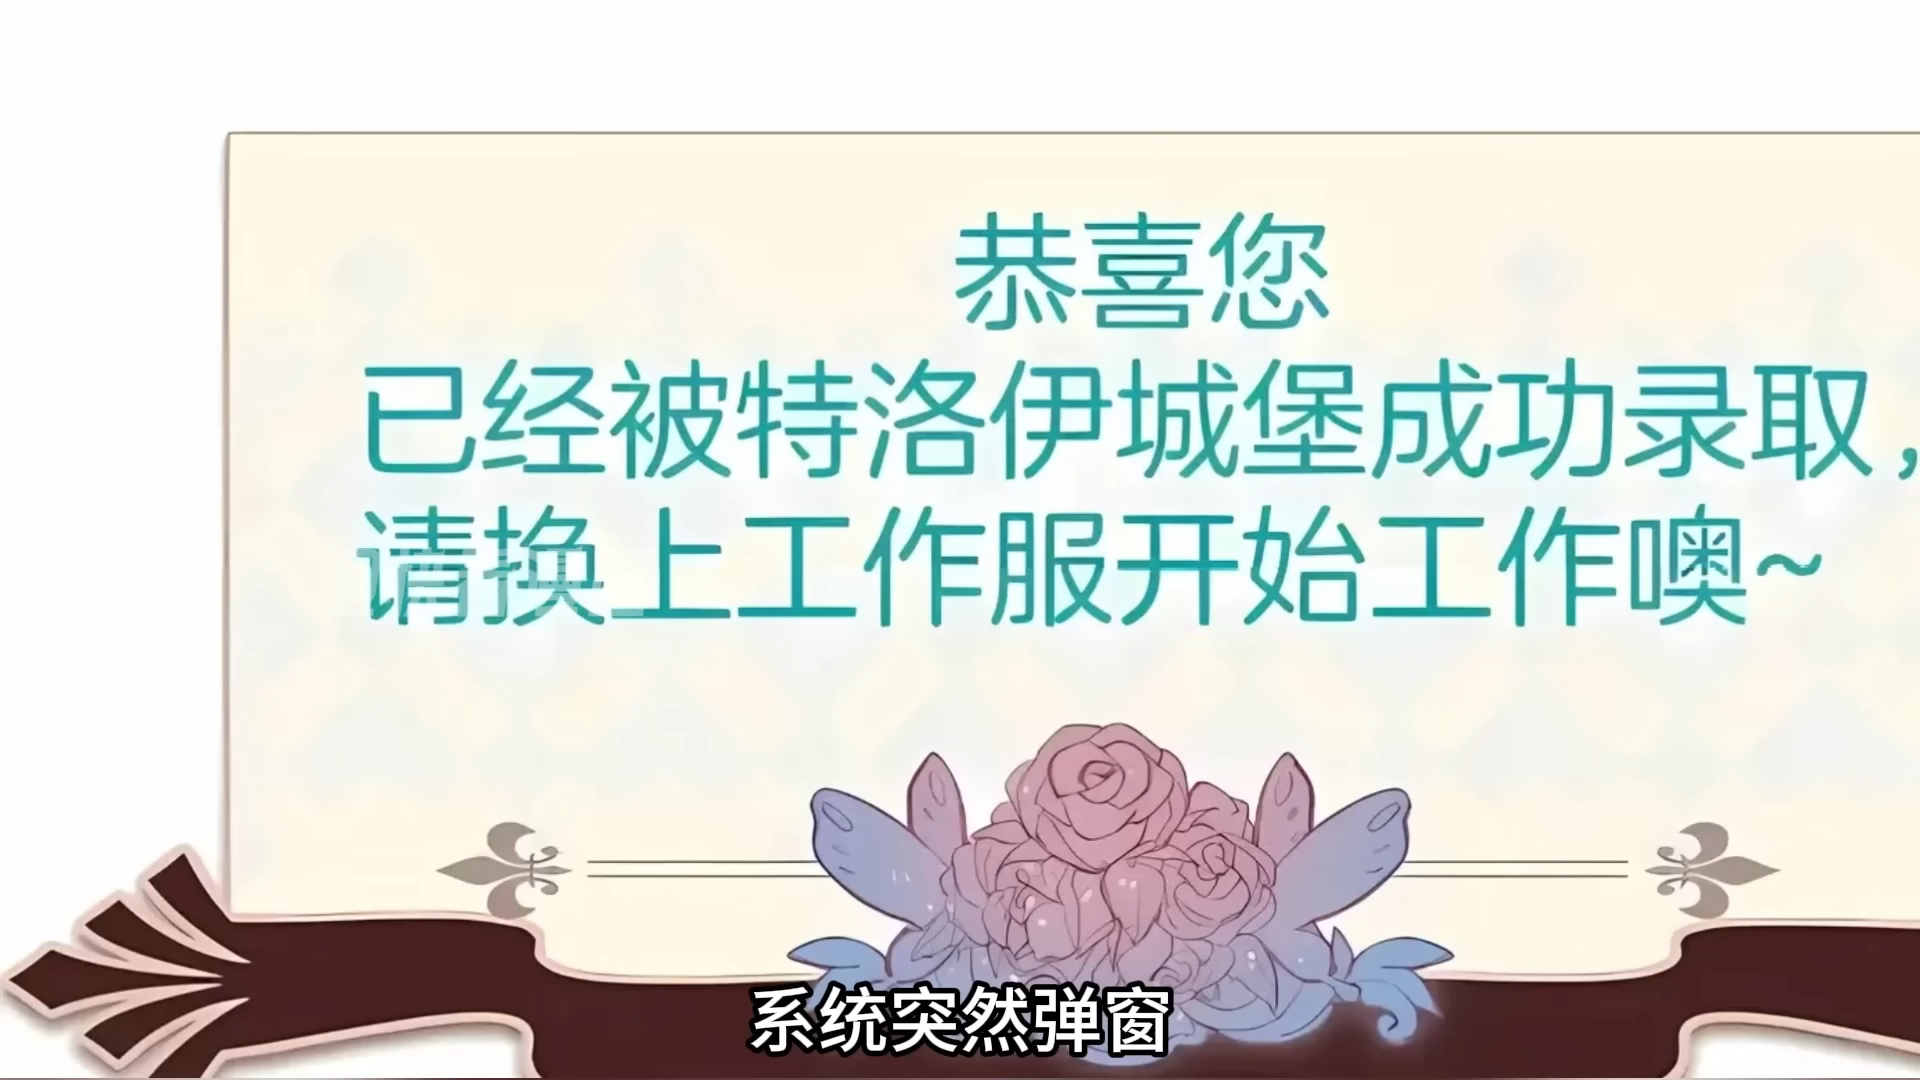 恭喜您
已经被特洛伊城堡成功录取，
请换上工作服开始工作噢~
系统突然弹窗